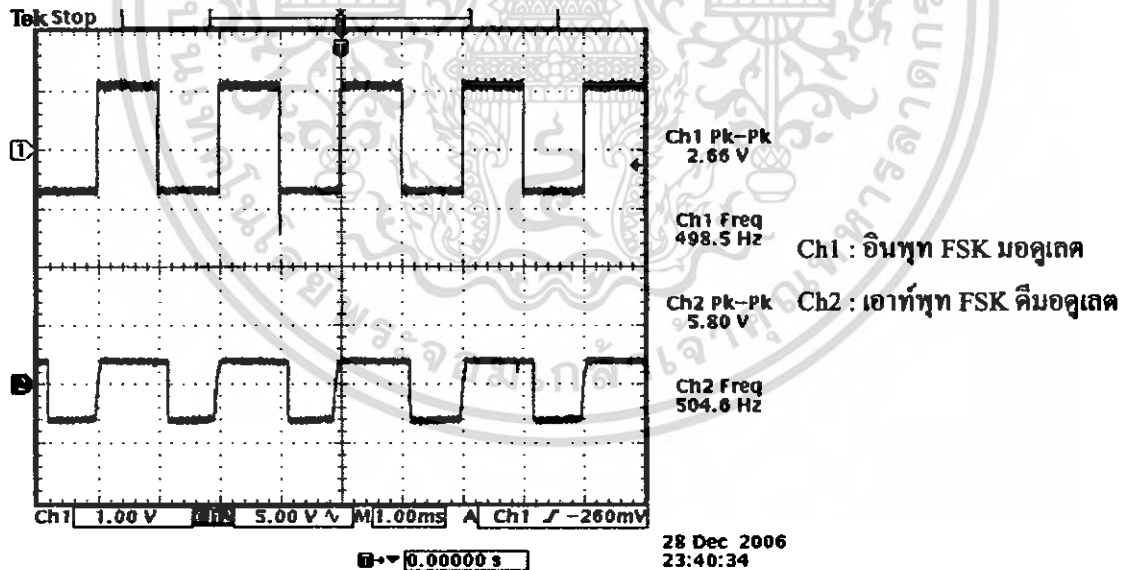 Tek Stop
T
1
Ch1 Pk-Pk
2.66 V
Ch1 Freq
498.5 Hz
Ch1 : อินพุท FSK มอดูเลต
Ch2 Pk-Pk
5.80 V
Ch2 : เอาท์พุท FSK ดีมอดูเลต
2
Ch2 Freq
504.6 Hz
Ch1 1.00 V Ch2 5.00 V ∿ M 1.00ms A Ch1 ƒ -260mV
T→▼ 0.00000 s
28 Dec 2006
23:40:34